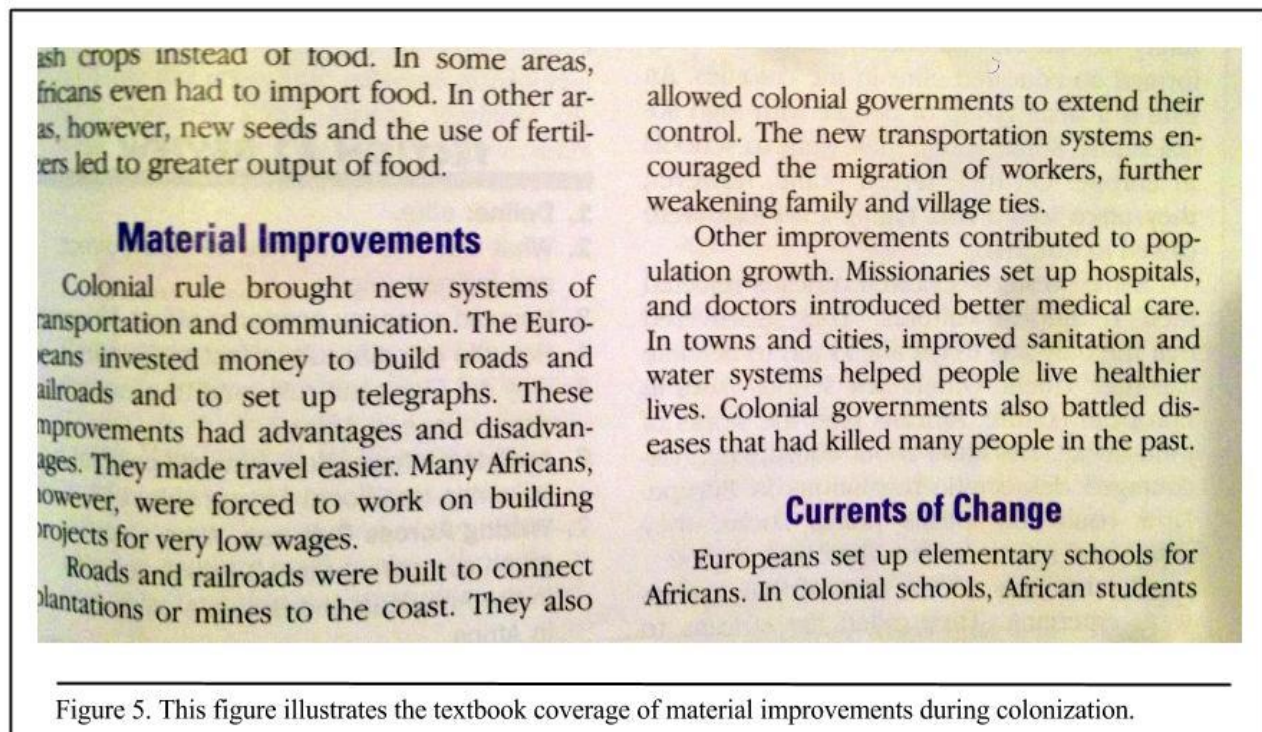 ash crops instead of food. In some areas,
fricans even had to import food. In other ar-
as, however, new seeds and the use of fertil-
ers led to greater output of food.
Material Improvements
Colonial rule brought new systems of
ransportation and communication. The Euro-
peans invested money to build roads and
ailroads and to set up telegraphs. These
mprovements had advantages and disadvan-
ages. They made travel easier. Many Africans,
owever, were forced to work on building
projects for very low wages.
Roads and railroads were built to connect
plantations or mines to the coast. They also
allowed colonial governments to extend their
control. The new transportation systems en-
couraged the migration of workers, further
weakening family and village ties.
Other improvements contributed to pop-
ulation growth. Missionaries set up hospitals,
and doctors introduced better medical care.
In towns and cities, improved sanitation and
water systems helped people live healthier
lives. Colonial governments also battled dis-
eases that had killed many people in the past.
Currents of Change
Europeans set up elementary schools for
Africans. In colonial schools, African students
Figure 5. This figure illustrates the textbook coverage of material improvements during colonization.